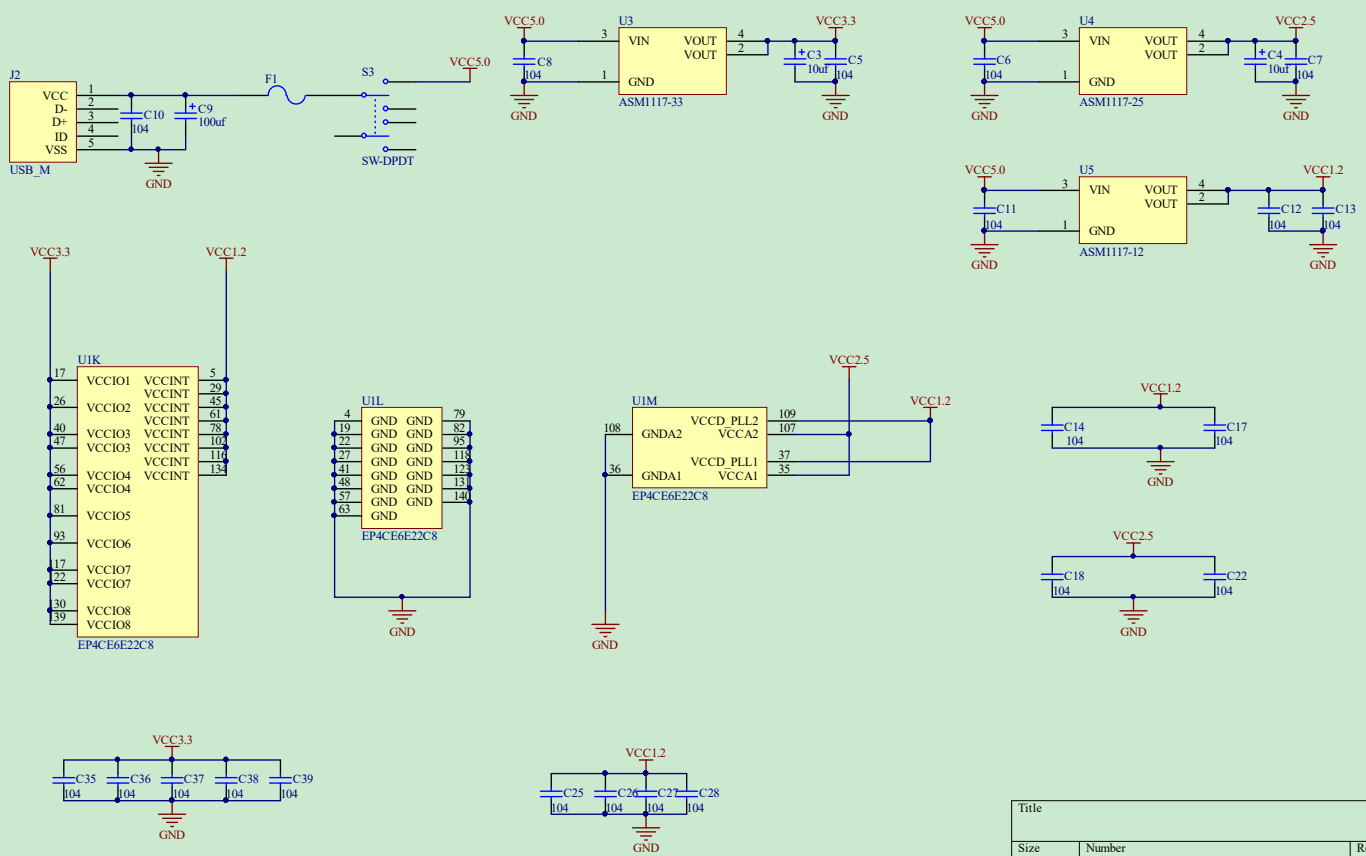 J2
VCC 1
D- 2
D+ 3
ID 4
VSS 5
USB_M
C10
104
C9
100uf
GND
F1
S3
SW-DPDT
VCC5.0
VCC5.0
C8
104
GND
U3
3 VIN VOUT 4
VOUT 2
1 GND
ASM1117-33
VCC3.3
C3
10uf
C5
104
GND
VCC5.0
C6
104
GND
U4
3 VIN VOUT 4
VOUT 2
1 GND
ASM1117-25
VCC2.5
C4
10uf
C7
104
GND
VCC5.0
C11
104
GND
U5
3 VIN VOUT 4
VOUT 2
1 GND
ASM1117-12
VCC1.2
C12
104
C13
104
GND
VCC3.3
VCC1.2
U1K
17 VCCIO1 VCCINT 5
VCCINT 29
26 VCCIO2 VCCINT 45
VCCINT 61
40 VCCIO3 VCCINT 78
47 VCCIO3 VCCINT 102
VCCINT 116
56 VCCIO4 VCCINT 134
62 VCCIO4
81 VCCIO5
93 VCCIO6
117 VCCIO7
122 VCCIO7
130 VCCIO8
139 VCCIO8
EP4CE6E22C8
U1L
4 GND GND 79
19 GND GND 82
22 GND GND 95
27 GND GND 118
41 GND GND 123
48 GND GND 131
57 GND GND 140
63 GND
EP4CE6E22C8
GND
VCC2.5
VCC1.2
U1M
VCCD_PLL2 109
108 GNDA2 VCCA2 107
VCCD_PLL1 37
36 GNDA1 VCCA1 35
EP4CE6E22C8
GND
VCC1.2
C14
104
C17
104
GND
VCC2.5
C18
104
C22
104
GND
VCC3.3
C35 C36 C37 C38 C39
104 104 104 104 104
GND
VCC1.2
C25 C26 C27 C28
104 104 104 104
GND
Title
Size Number